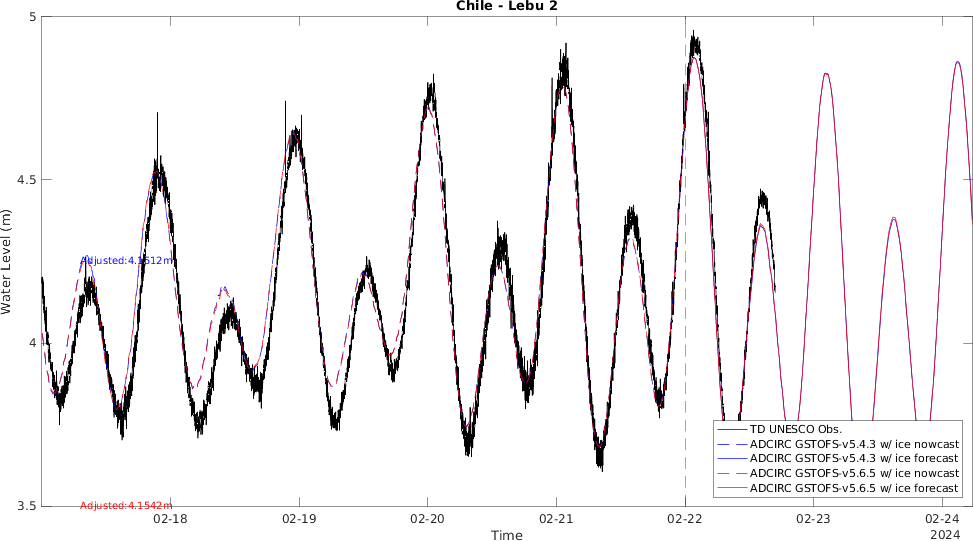 Chile - Lebu 2
5
4.5
4
3.5
Water Level (m)
Adjusted:4.1612m
Adjusted:4.1542m
TD UNESCO Obs.
ADCIRC GSTOFS-v5.4.3 w/ ice nowcast
ADCIRC GSTOFS-v5.4.3 w/ ice forecast
ADCIRC GSTOFS-v5.6.5 w/ ice nowcast
ADCIRC GSTOFS-v5.6.5 w/ ice forecast
02-18 02-19 02-20 02-21 02-22 02-23 02-24
Time
2024